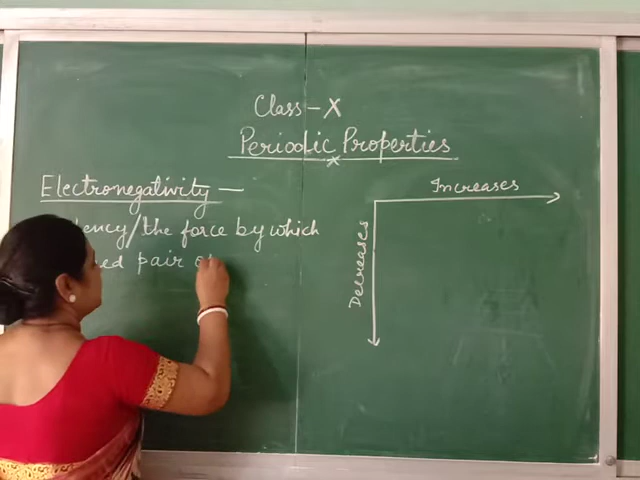 Class - X
Periodic Properties
Electronegativity —
/the force by which
pair
Increases
Decreases